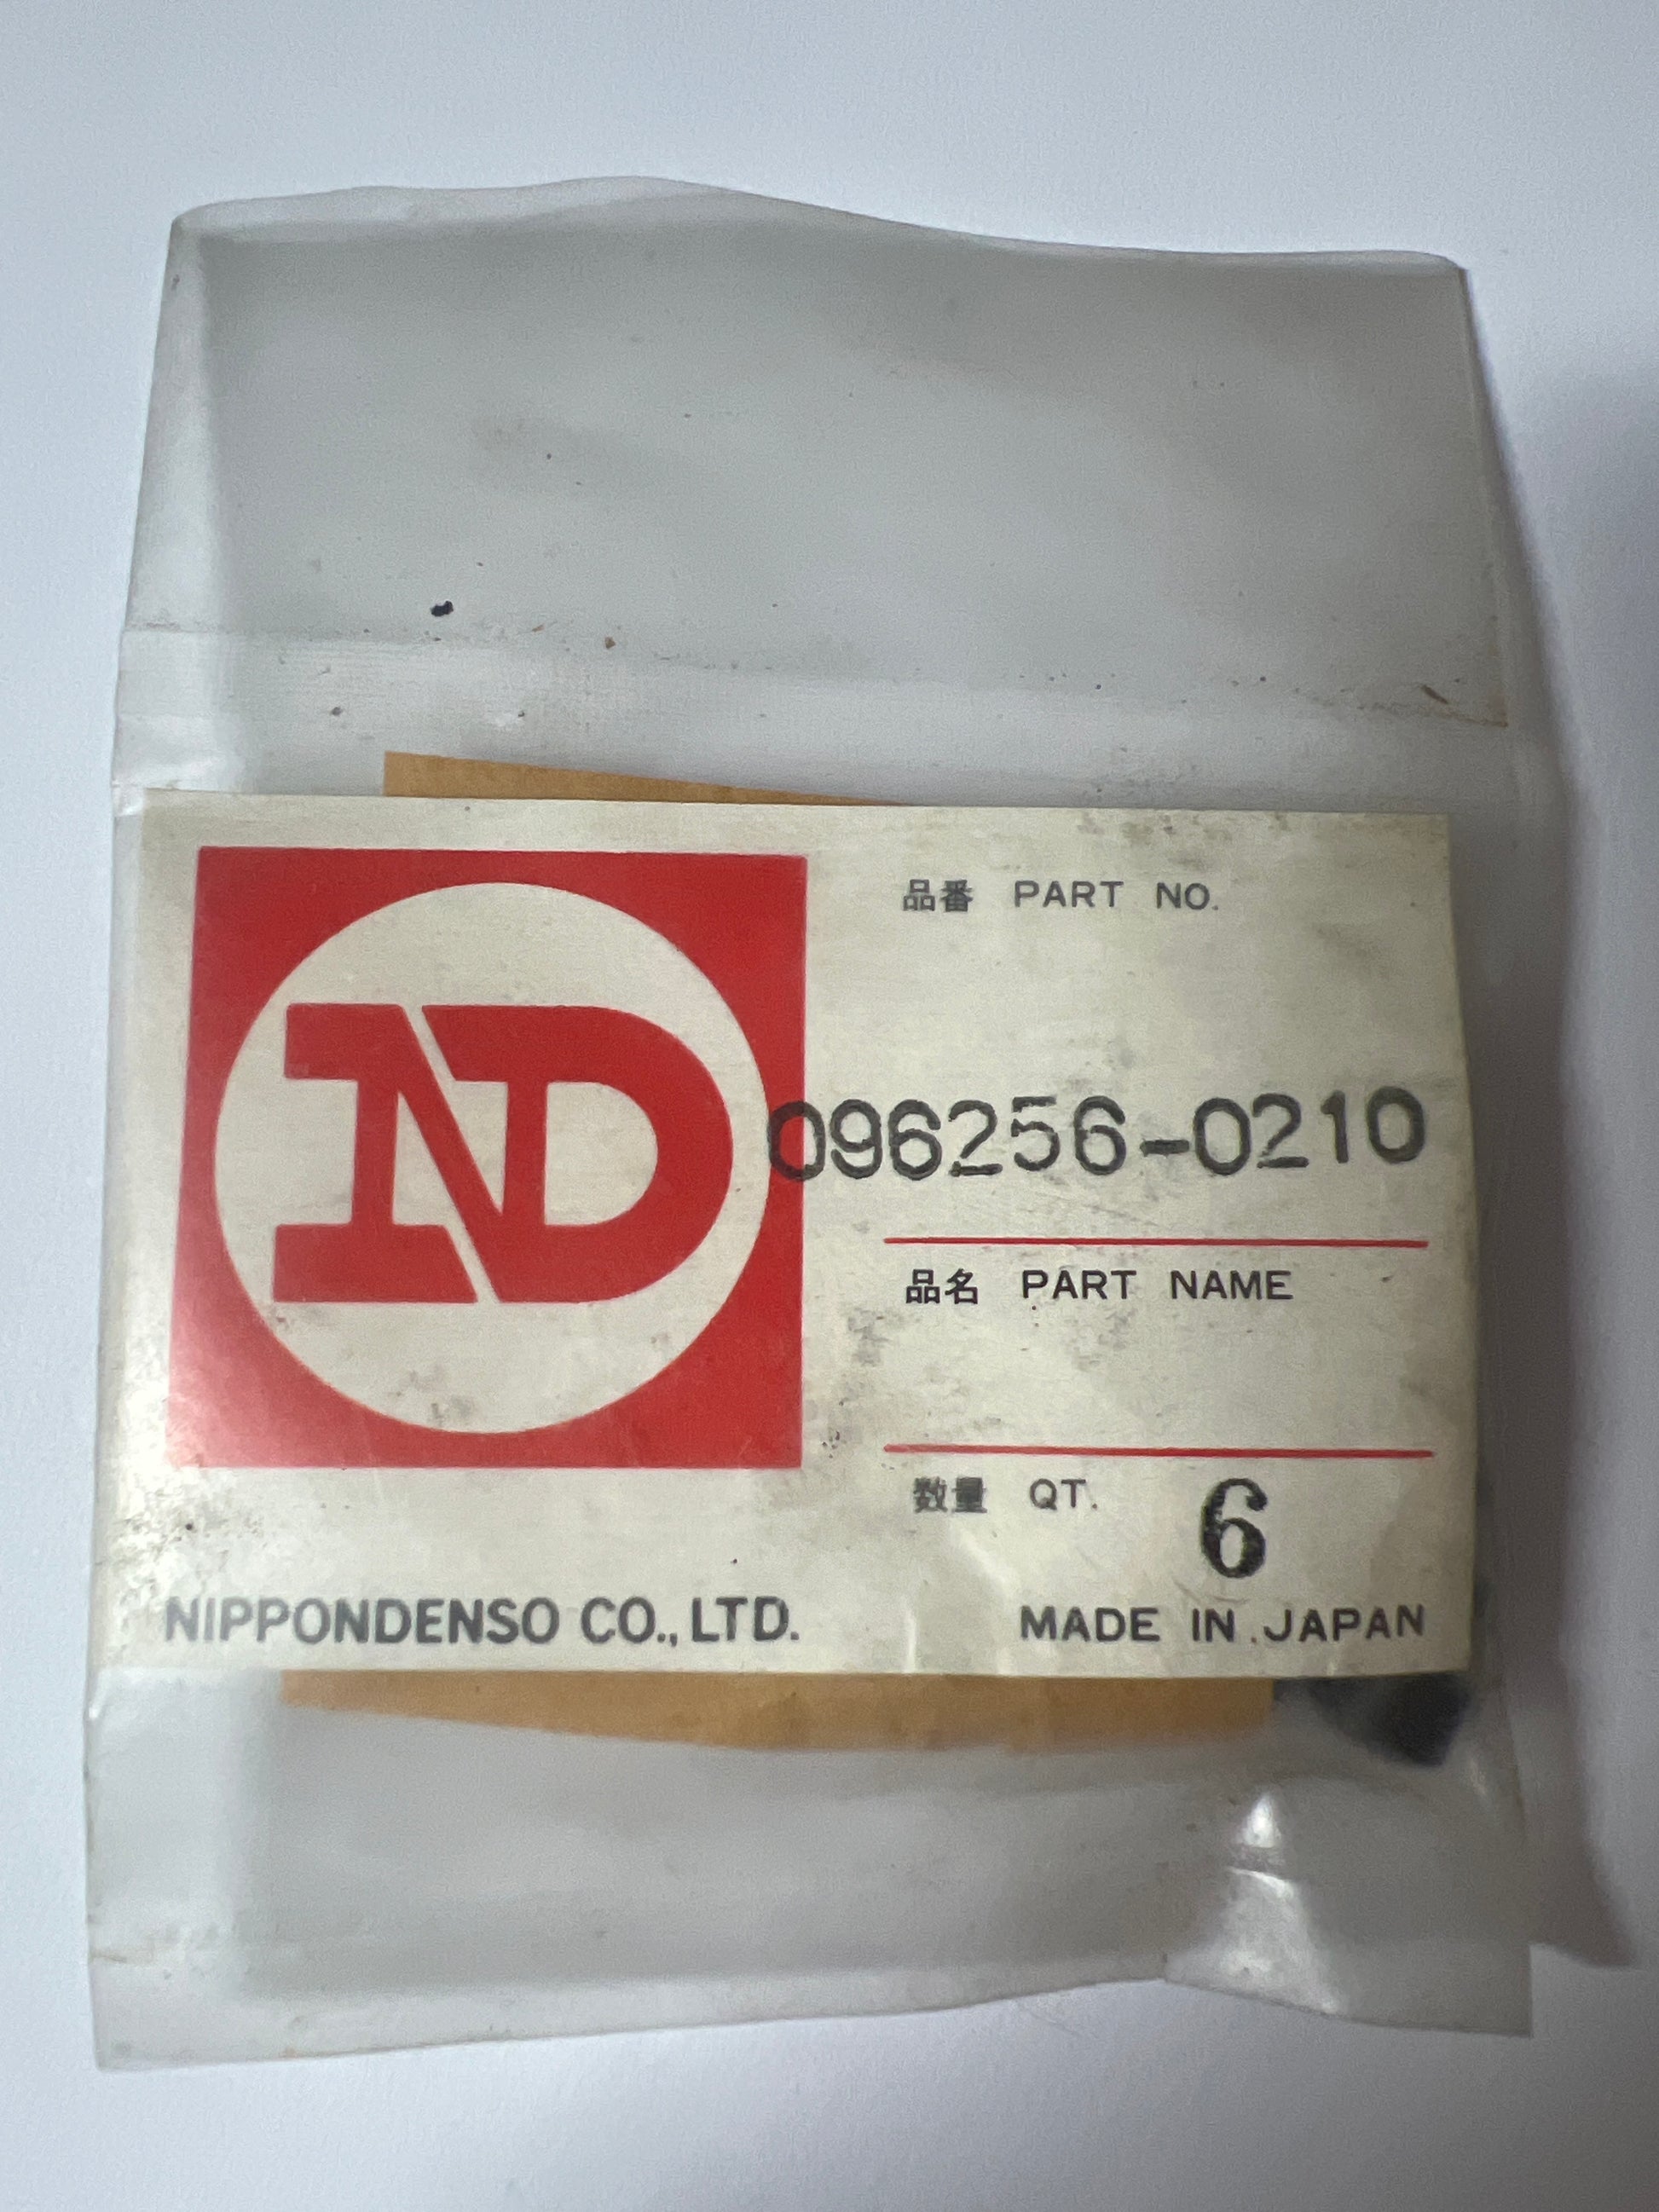 ND
品番 PART NO.
096256-0210
品名 PART NAME
数量 QT. 6
NIPPONDENSO CO., LTD.
MADE IN JAPAN